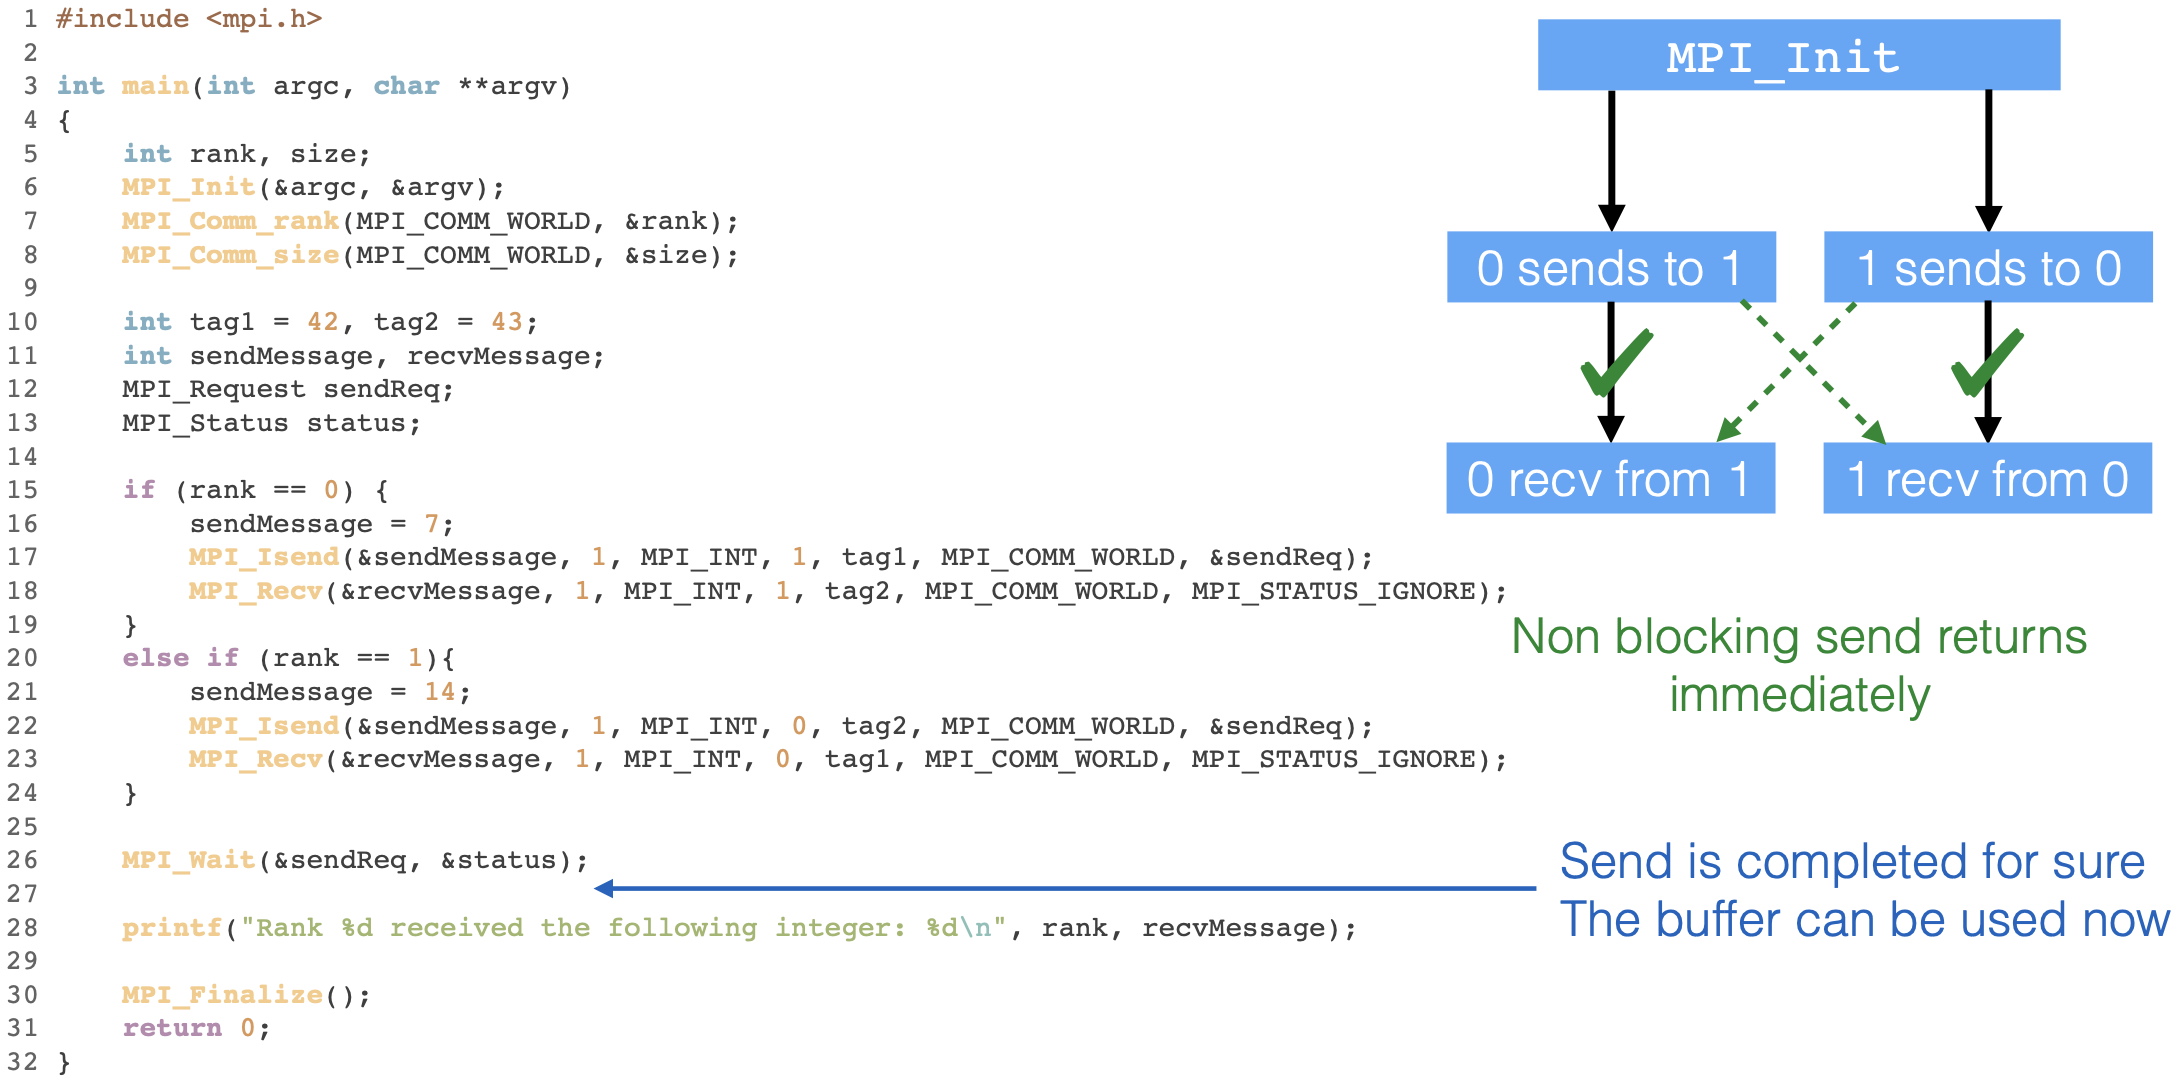 1 #include <mpi.h>
2
3 int main(int argc, char **argv)
4 {
5     int rank, size;
6     MPI_Init(&argc, &argv);
7     MPI_Comm_rank(MPI_COMM_WORLD, &rank);
8     MPI_Comm_size(MPI_COMM_WORLD, &size);
9
10     int tag1 = 42, tag2 = 43;
11     int sendMessage, recvMessage;
12     MPI_Request sendReq;
13     MPI_Status status;
14
15     if (rank == 0) {
16         sendMessage = 7;
17         MPI_Isend(&sendMessage, 1, MPI_INT, 1, tag1, MPI_COMM_WORLD, &sendReq);
18         MPI_Recv(&recvMessage, 1, MPI_INT, 1, tag2, MPI_COMM_WORLD, MPI_STATUS_IGNORE);
19     }
20     else if (rank == 1){
21         sendMessage = 14;
22         MPI_Isend(&sendMessage, 1, MPI_INT, 0, tag2, MPI_COMM_WORLD, &sendReq);
23         MPI_Recv(&recvMessage, 1, MPI_INT, 0, tag1, MPI_COMM_WORLD, MPI_STATUS_IGNORE);
24     }
25
26     MPI_Wait(&sendReq, &status);
27
28     printf("Rank %d received the following integer: %d\n", rank, recvMessage);
29
30     MPI_Finalize();
31     return 0;
32 }
MPI_Init
0 sends to 1
1 sends to 0
0 recv from 1
1 recv from 0
Non blocking send returns
immediately
Send is completed for sure
The buffer can be used now